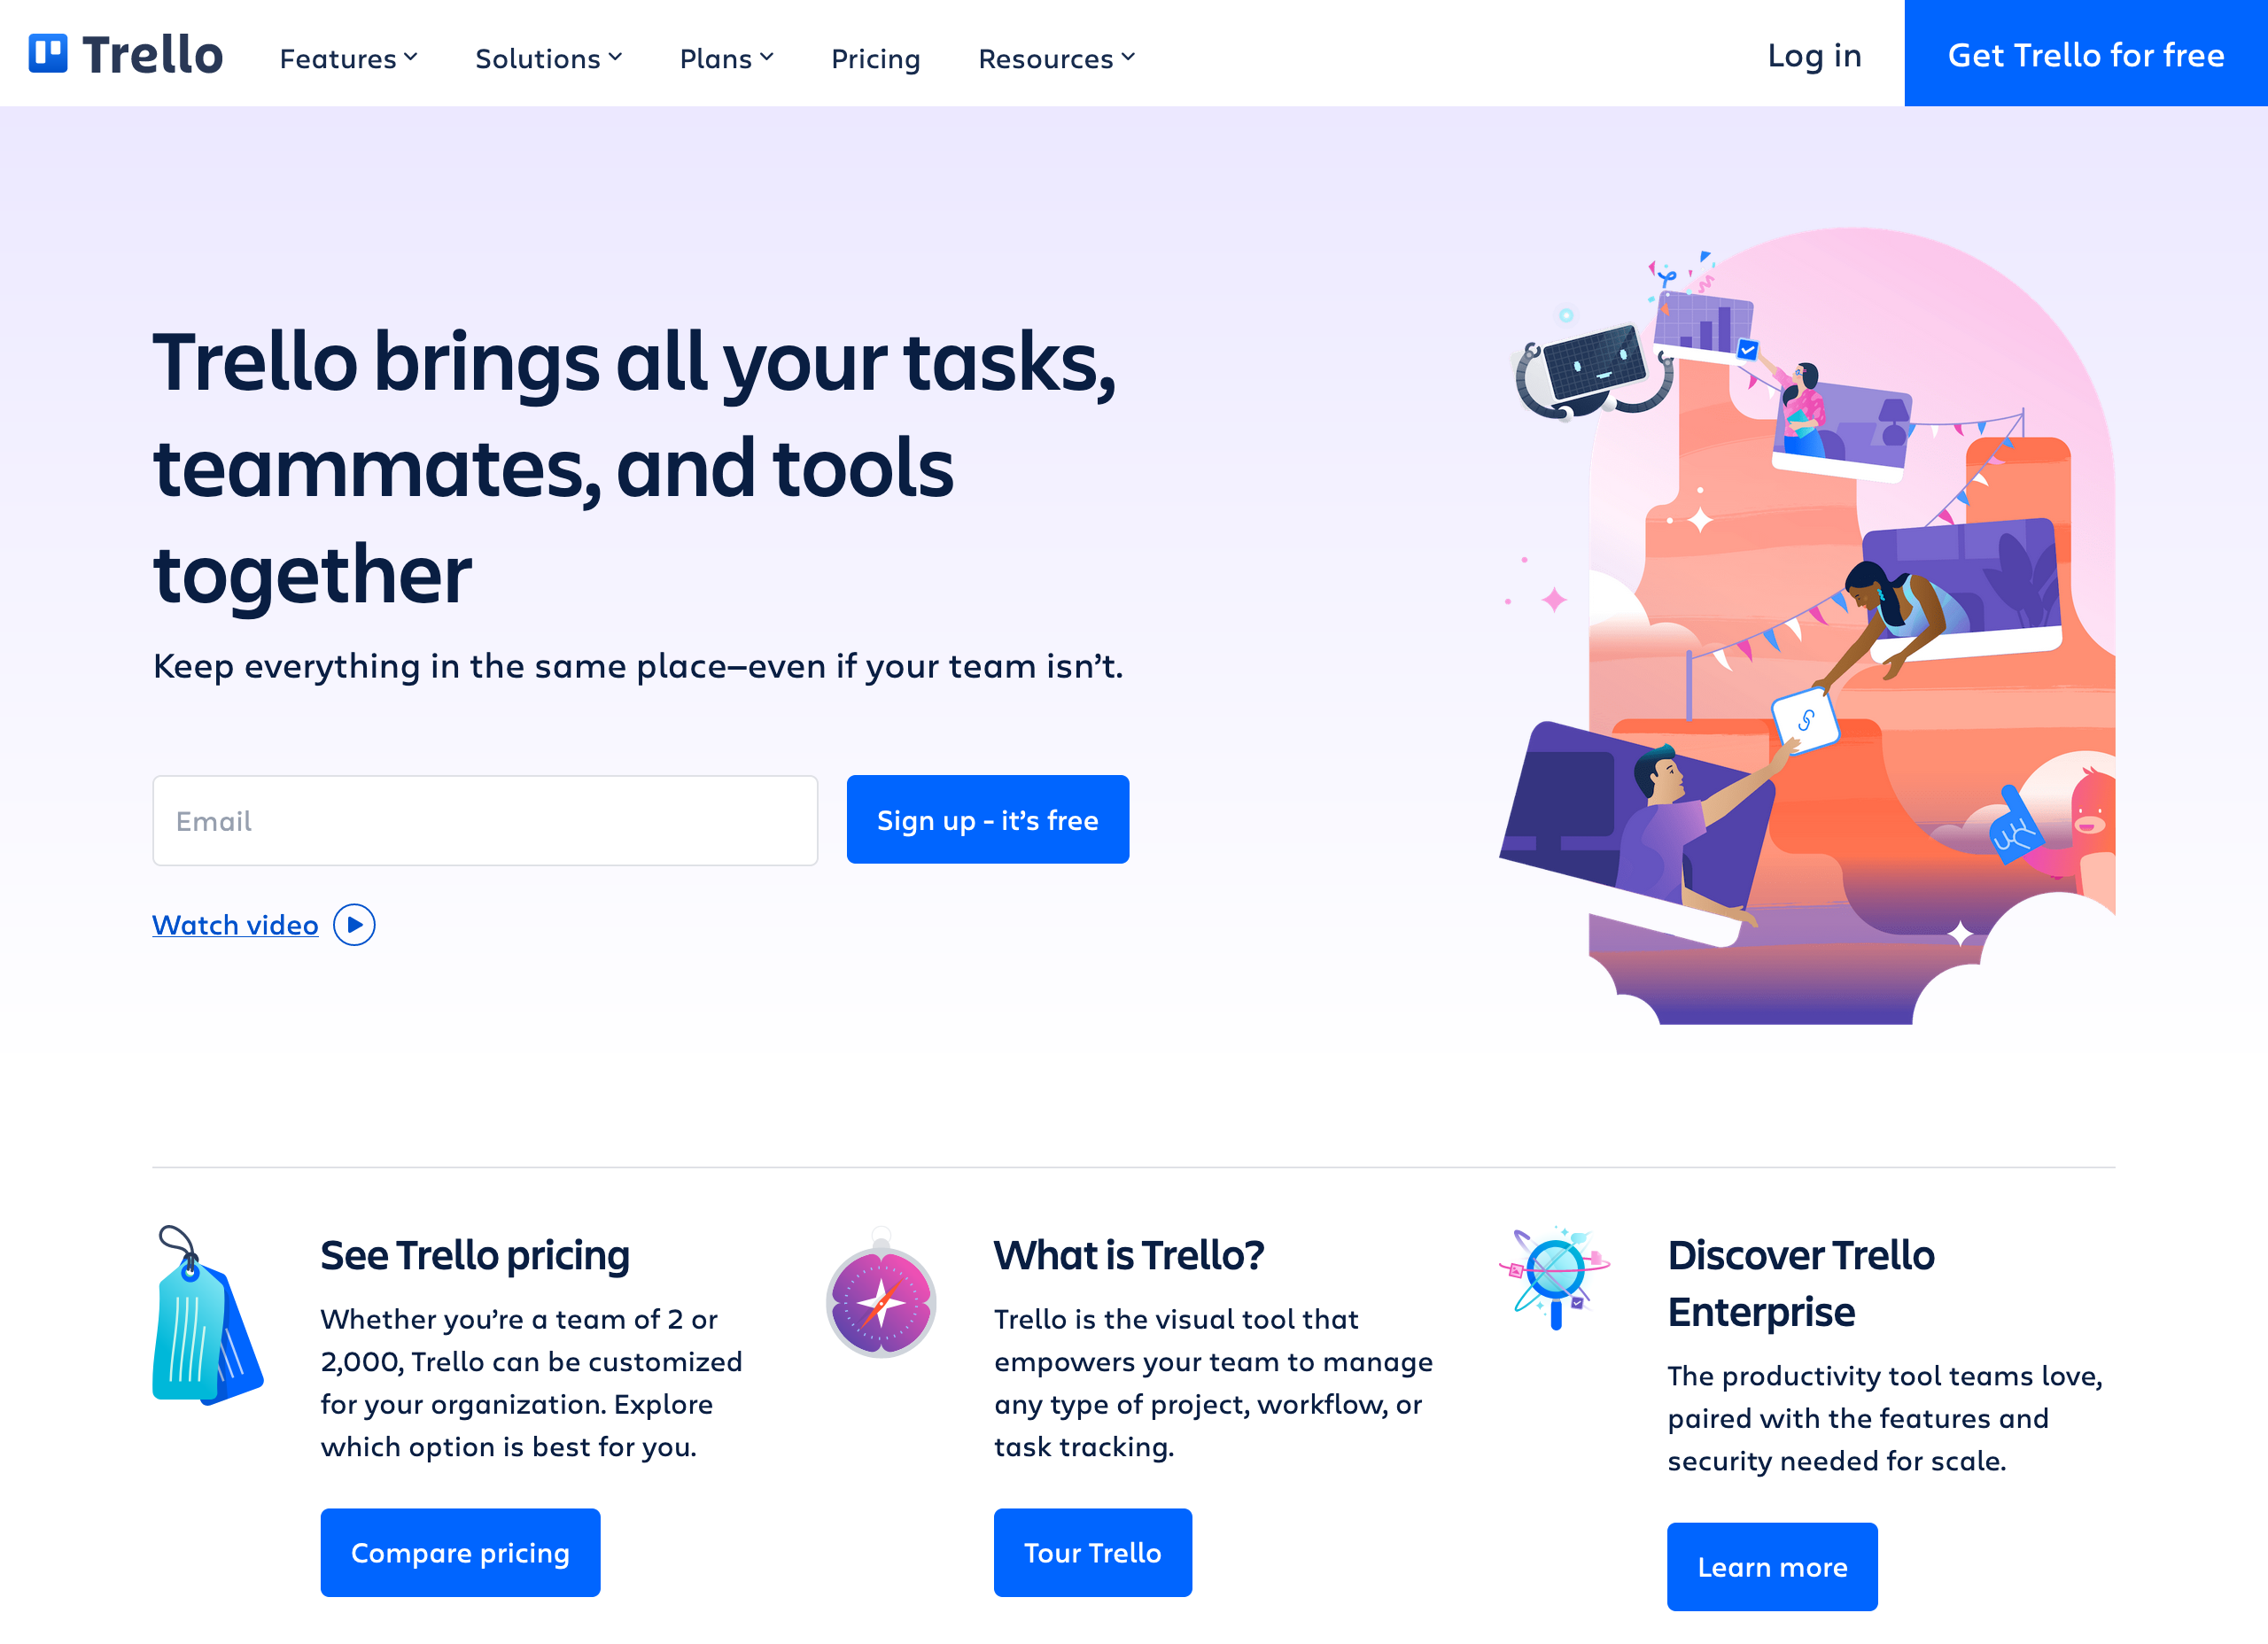 Trello
Features
Solutions
Plans
Pricing
Resources
Log in
Get Trello for free
Trello brings all your tasks,
teammates, and tools
together
Keep everything in the same place—even if your team isn’t.
Email
Sign up - it’s free
Watch video
See Trello pricing
Whether you’re a team of 2 or
2,000, Trello can be customized
for your organization. Explore
which option is best for you.
Compare pricing
What is Trello?
Trello is the visual tool that
empowers your team to manage
any type of project, workflow, or
task tracking.
Tour Trello
Discover Trello
Enterprise
The productivity tool teams love,
paired with the features and
security needed for scale.
Learn more